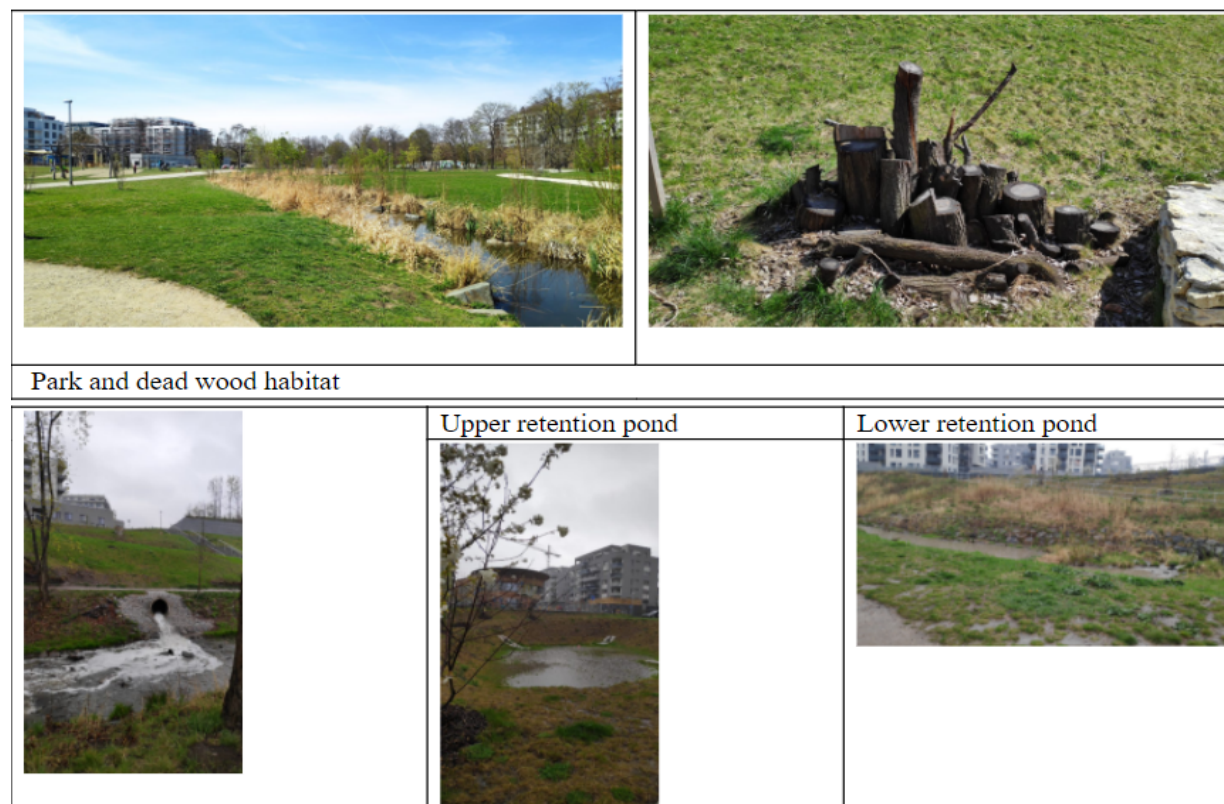 Park and dead wood habitat
Upper retention pond
Lower retention pond